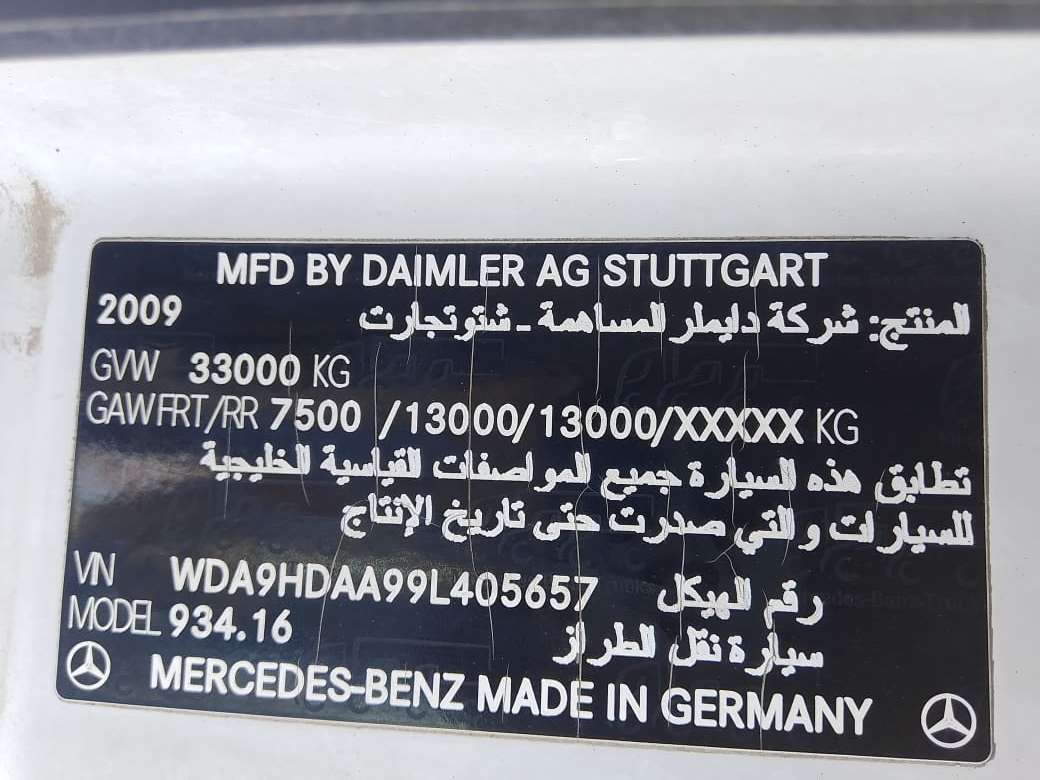 MFD BY DAIMLER AG STUTTGART
2009 المنتج: شركة دايملر المساهمة - شتوتجارت
GVW 33000 KG
GAWFRT/RR 7500 /13000/13000/XXXXX KG
تطابق هذه السيارة جميع المواصفات القياسية الخليجية
للسيارات والتي صدرت حتى تاريخ الإنتاج
VIN WDA9HDAA99L405657 رقم الهيكل
MODEL 934.16 سيارة نقل الطراز
MERCEDES-BENZ MADE IN GERMANY